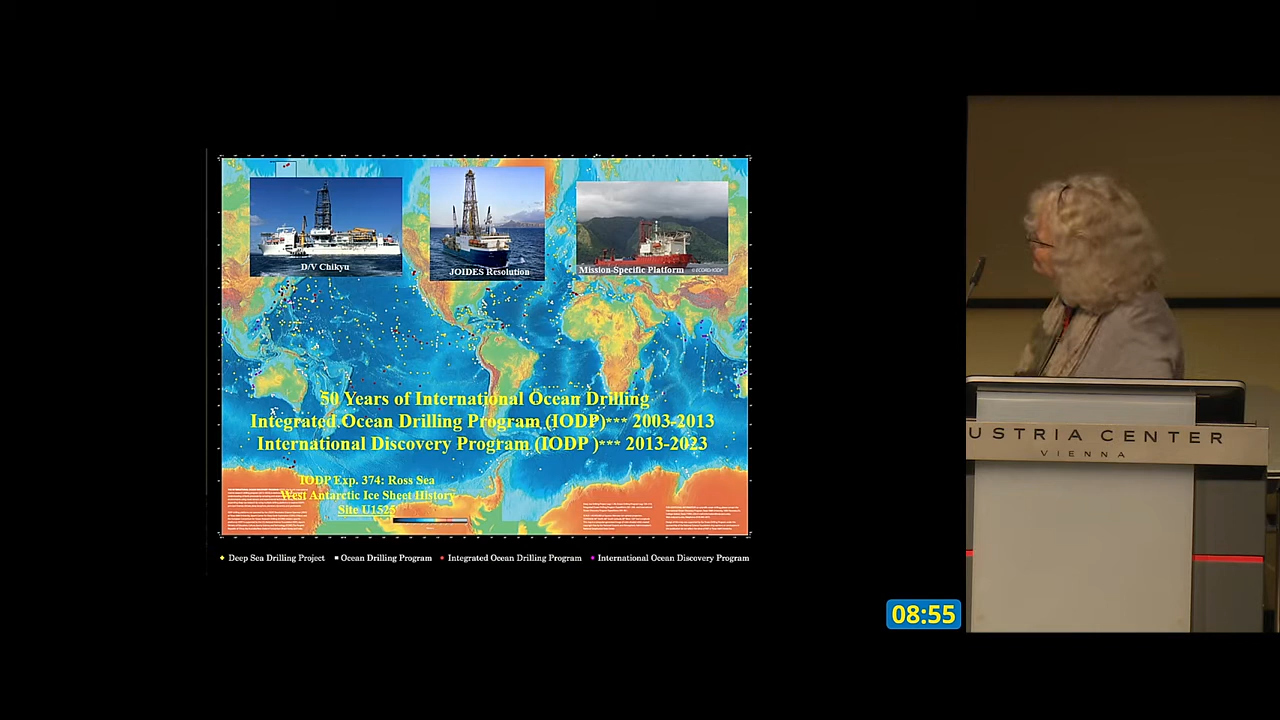 D/V Chikyu
JOIDES Resolution
Mission-Specific Platform
© ECORD/IODP
50 Years of International Ocean Drilling
Integrated Ocean Drilling Program (IODP)*** 2003-2013
International Discovery Program (IODP )*** 2013-2023
IODP Exp. 374: Ross Sea
West Antarctic Ice Sheet History
Site U1525
Deep Sea Drilling Project
Ocean Drilling Program
Integrated Ocean Drilling Program
International Ocean Discovery Program
USTRIA CENTER
VIENNA
08:55